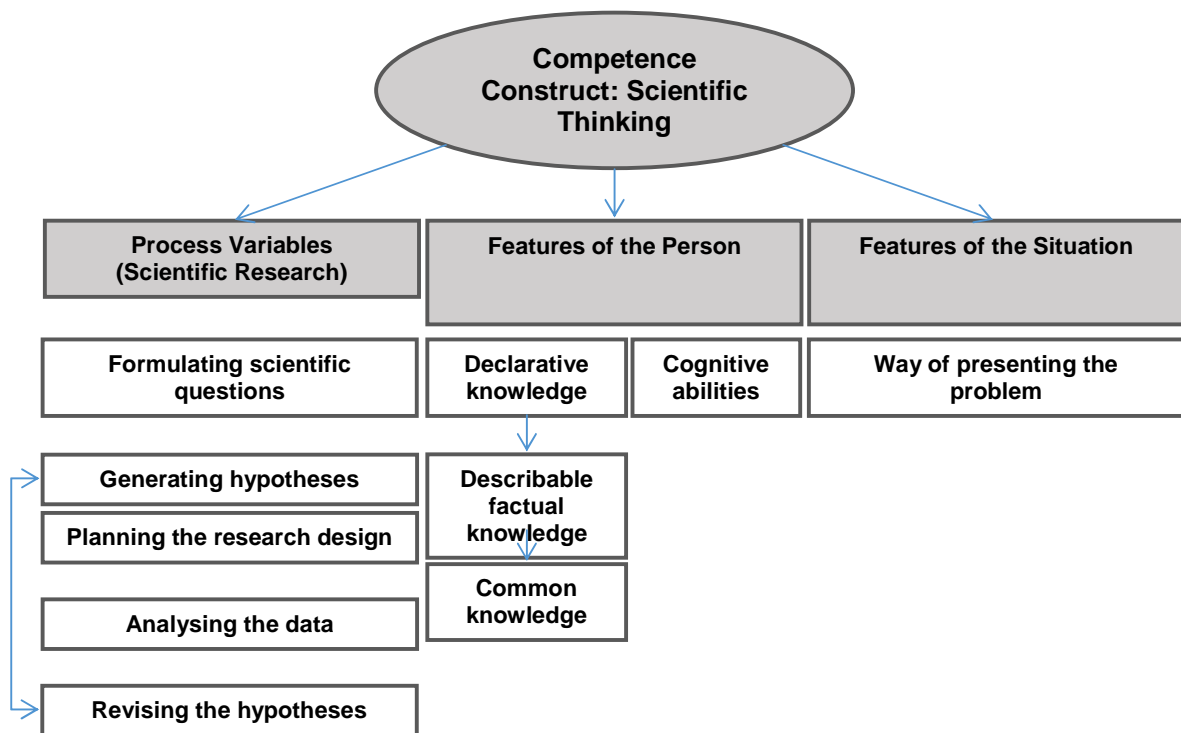 Competence
Construct: Scientific
Thinking
Process Variables
(Scientific Research)
Features of the Person
Features of the Situation
Formulating scientific
questions
Declarative
knowledge
Cognitive
abilities
Way of presenting the
problem
Generating hypotheses
Describable
factual
knowledge
Planning the research design
Common
knowledge
Analysing the data
Revising the hypotheses